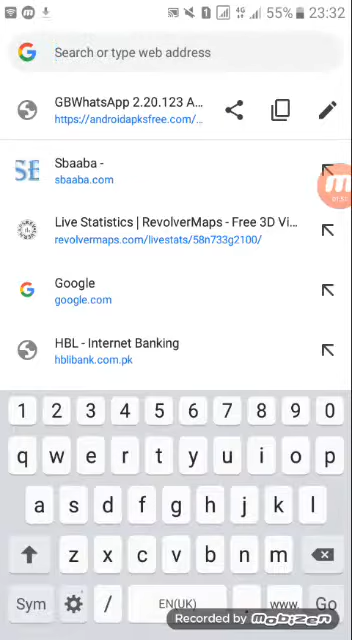 4G 55% 23:32
Search or type web address
GBWhatsApp 2.20.123 A...
https://androidapksfree.com/...
Sbaaba -
sbaaba.com
Live Statistics | RevolverMaps - Free 3D Vi...
revolvermaps.com/livestats/58n733g2100/
Google
google.com
HBL - Internet Banking
hblibank.com.pk
1 2 3 4 5 6 7 8 9 0
q w e r t y u i o p
a s d f g h j k l
z x c v b n m
Sym / EN(UK) . www. Go
Recorded by mobizen